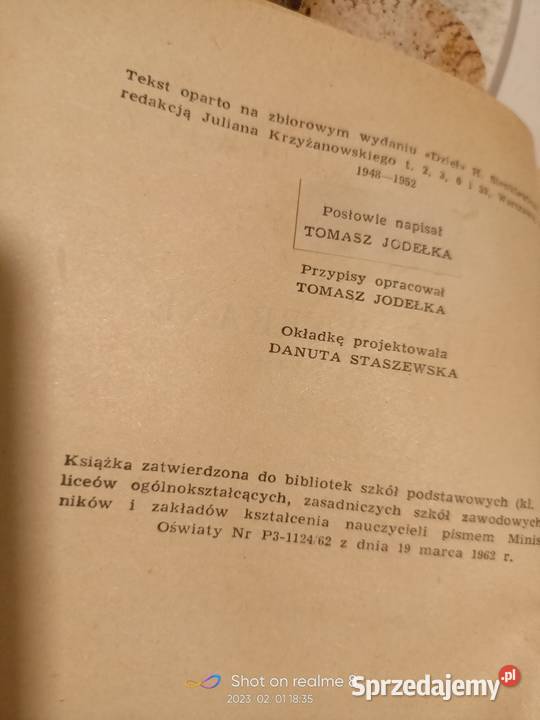 Tekst oparto na zbiorowym wydaniu «Dzieł» H.
redakcją Juliana Krzyżanowskiego t. 2, 3, 6 i Warszawa
1948—1952
Posłowie napisał
TOMASZ JODEŁKA
Przypisy opracował
TOMASZ JODEŁKA
Okładkę projektowała
DANUTA STASZEWSKA
Książka zatwierdzona do bibliotek szkół podstawowych (kl.
liceów ogólnokształcących, zasadniczych szkół zawodowych
ników i zakładów kształcenia nauczycieli pismem Minis
Oświaty Nr P3-1124/62 z dnia 19 marca 1962 r.
Shot on realme 8
2023.02.01 18:35
Sprzedajemy.pl